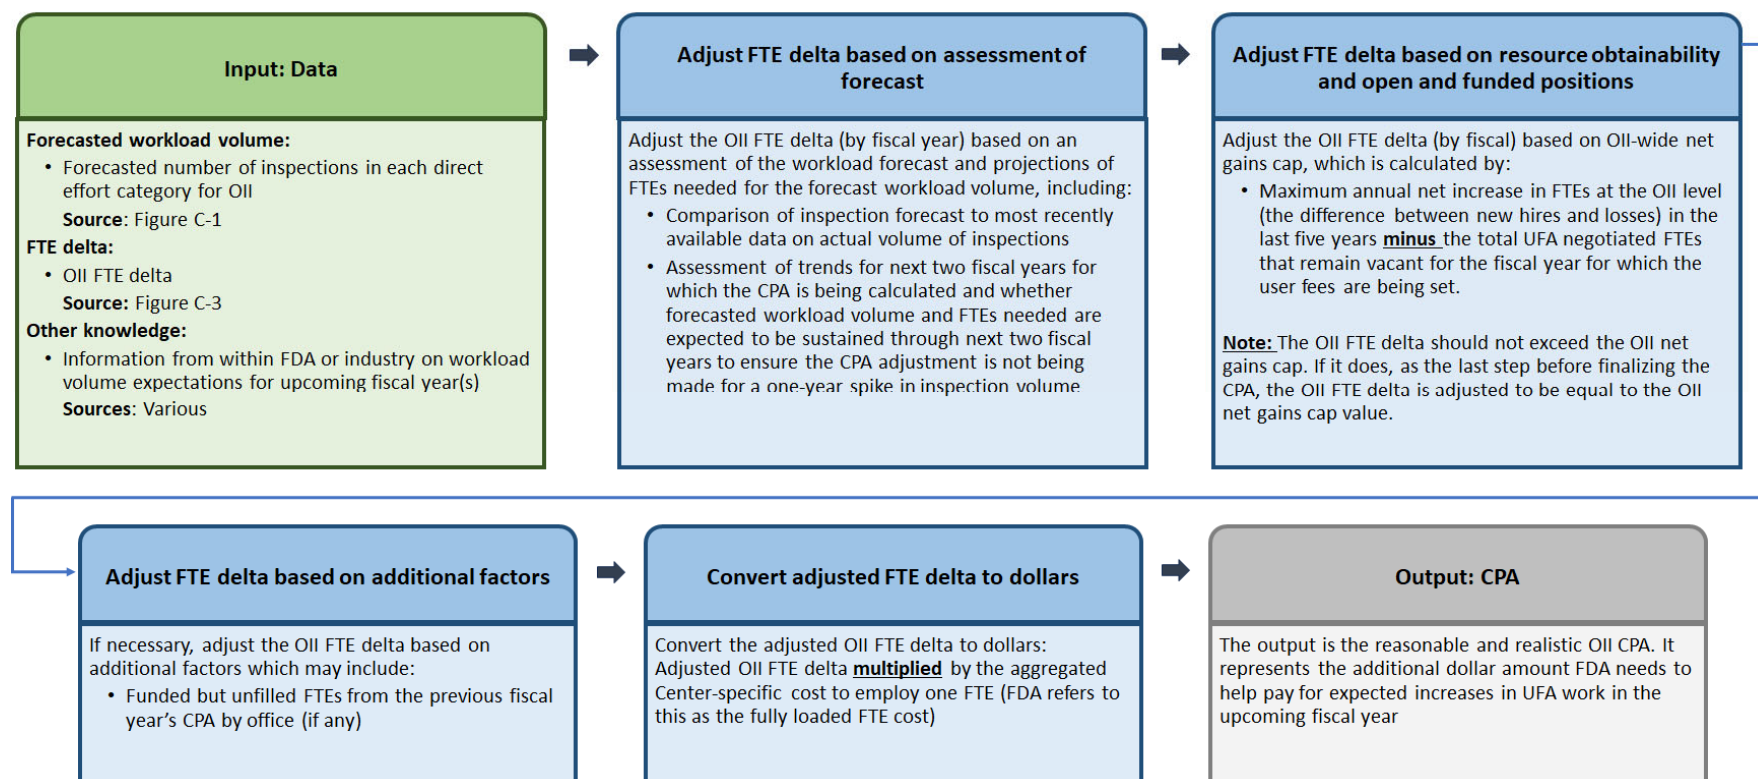 Input: Data
Forecasted workload volume:
• Forecasted number of inspections in each direct
effort category for OII
Source: Figure C-1
FTE delta:
• OII FTE delta
Source: Figure C-3
Other knowledge:
• Information from within FDA or industry on workload
volume expectations for upcoming fiscal year(s)
Sources: Various
Adjust FTE delta based on assessment of
forecast
Adjust the OII FTE delta (by fiscal year) based on an
assessment of the workload forecast and projections of
FTEs needed for the forecast workload volume, including:
• Comparison of inspection forecast to most recently
available data on actual volume of inspections
• Assessment of trends for next two fiscal years for
which the CPA is being calculated and whether
forecasted workload volume and FTEs needed are
expected to be sustained through next two fiscal
years to ensure the CPA adjustment is not being
made for a one-year spike in inspection volume
Adjust FTE delta based on resource obtainability
and open and funded positions
Adjust the OII FTE delta (by fiscal) based on OII-wide net
gains cap, which is calculated by:
• Maximum annual net increase in FTEs at the OII level
(the difference between new hires and losses) in the
last five years minus the total UFA negotiated FTEs
that remain vacant for the fiscal year for which the
user fees are being set.
Note: The OII FTE delta should not exceed the OII net
gains cap. If it does, as the last step before finalizing the
CPA, the OII FTE delta is adjusted to be equal to the OII
net gains cap value.
Adjust FTE delta based on additional factors
If necessary, adjust the OII FTE delta based on
additional factors which may include:
• Funded but unfilled FTEs from the previous fiscal
year's CPA by office (if any)
Convert adjusted FTE delta to dollars
Convert the adjusted OII FTE delta to dollars:
Adjusted OII FTE delta multiplied by the aggregated
Center-specific cost to employ one FTE (FDA refers to
this as the fully loaded FTE cost)
Output: CPA
The output is the reasonable and realistic OII CPA. It
represents the additional dollar amount FDA needs to
help pay for expected increases in UFA work in the
upcoming fiscal year